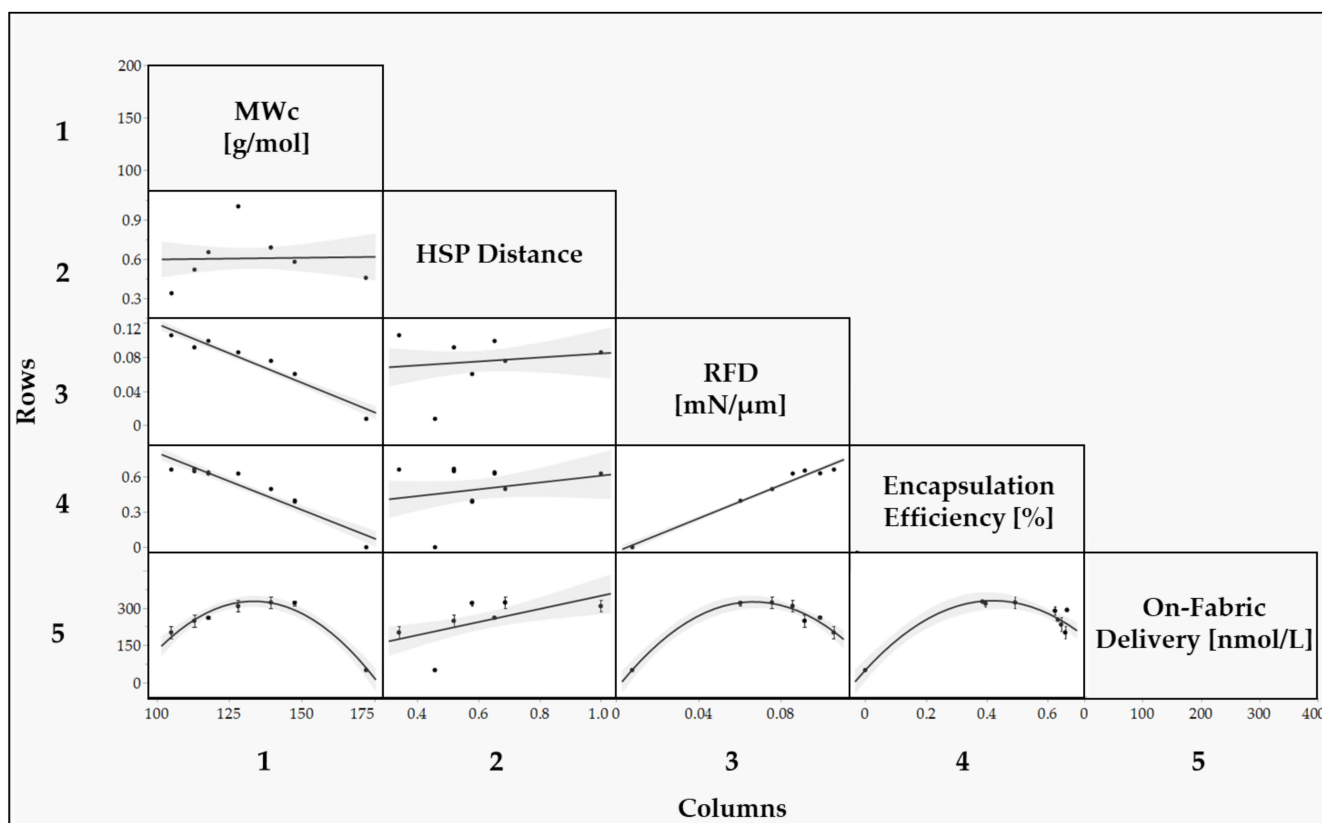 200
150
100
1
MWc
[g/mol]
0.9
0.6
0.3
2
HSP Distance
0.12
0.08
0.04
0
Rows
3
RFD
[mN/μm]
0.6
0.3
0
4
Encapsulation
Efficiency [%]
300
150
0
5
On-Fabric
Delivery [nmol/L]
100 125 150 175 0.4 0.6 0.8 1.0 0 0.04 0.08 0 0.2 0.4 0.6 0 100 200 300 400
1 2 3 4 5
Columns